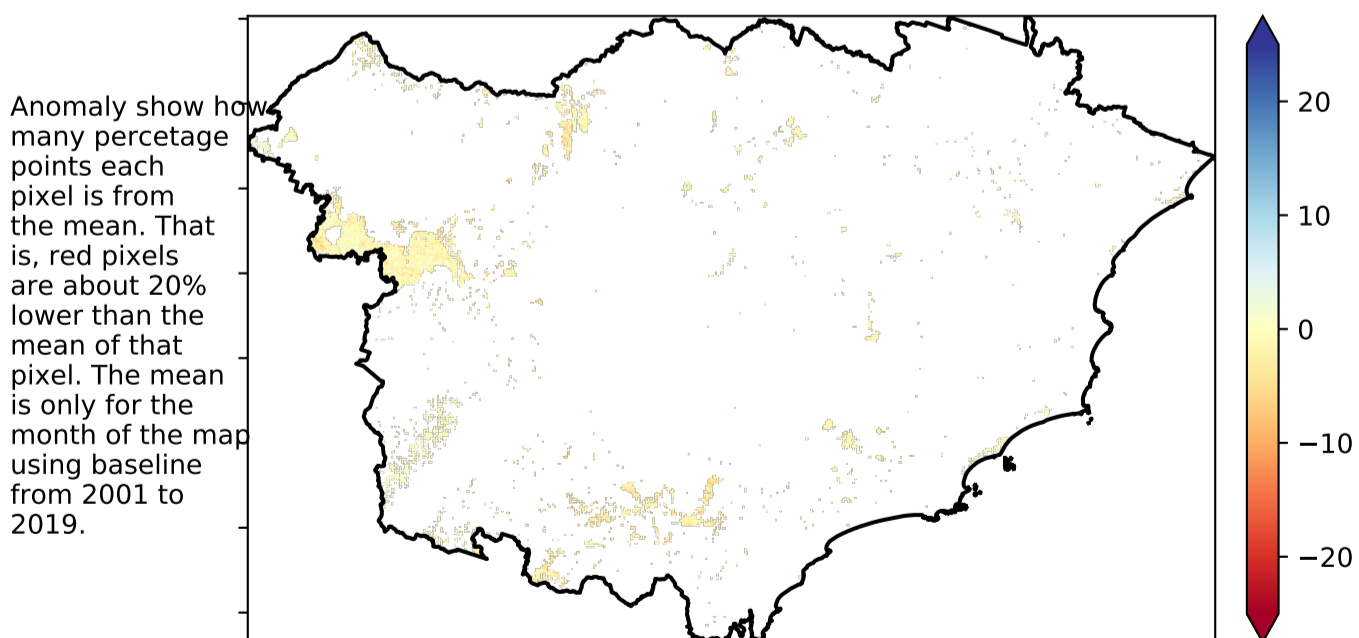 Anomaly show how
many percetage
points each
pixel is from
the mean. That
is, red pixels
are about 20%
lower than the
mean of that
pixel. The mean
is only for the
month of the map
using baseline
from 2001 to
2019.
20
10
0
−10
−20